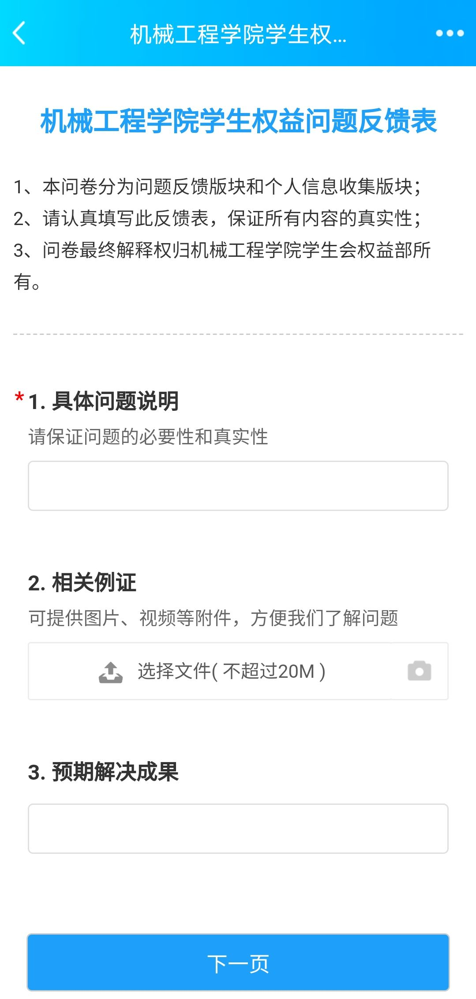 机械工程学院学生权...
机械工程学院学生权益问题反馈表
1、本问卷分为问题反馈版块和个人信息收集版块；
2、请认真填写此反馈表，保证所有内容的真实性；
3、问卷最终解释权归机械工程学院学生会权益部所
有。
* 1. 具体问题说明
请保证问题的必要性和真实性
2. 相关例证
可提供图片、视频等附件，方便我们了解问题
选择文件( 不超过20M )
3. 预期解决成果
下一页